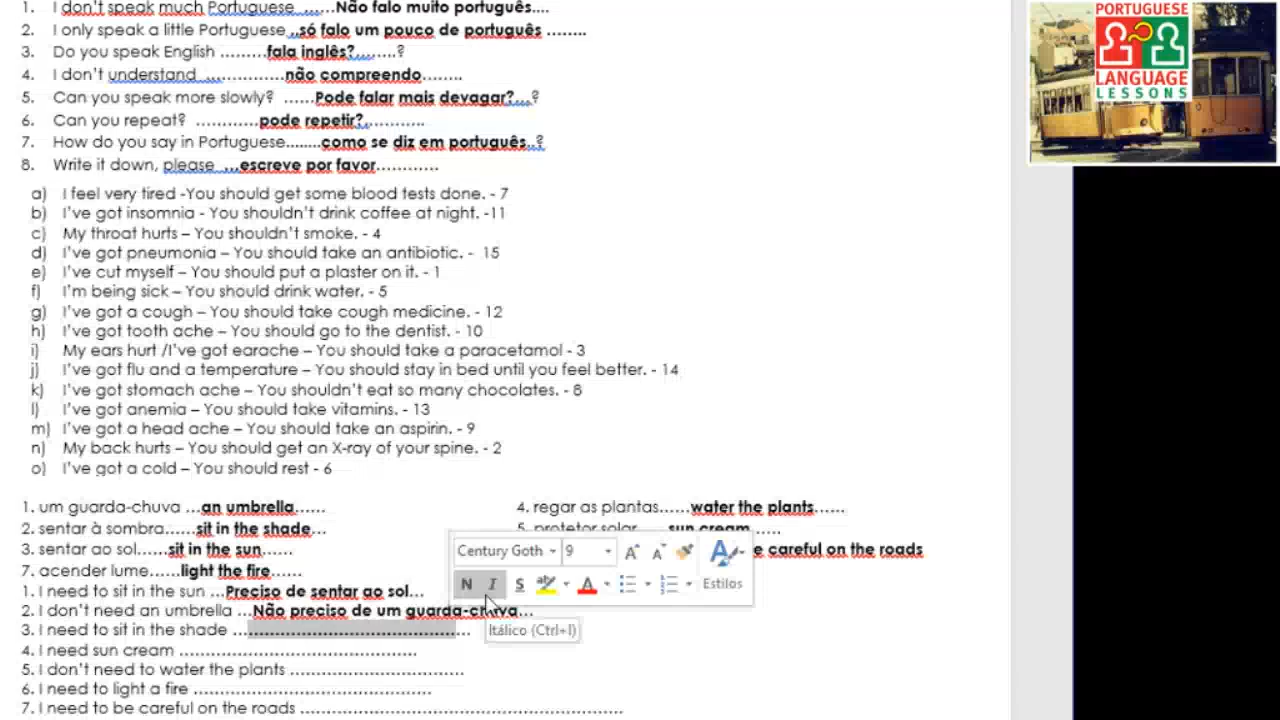 1. I don't speak much Portuguese ......Não falo muito português....
2. I only speak a little Portuguese ..só falo um pouco de português ........
3. Do you speak English .........fala inglês?........?
4. I don't understand ...............não compreendo........
5. Can you speak more slowly? ......Pode falar mais devagar?....?
6. Can you repeat? ............pode repetir?............
7. How do you say in Portuguese.......como se diz em português..?
8. Write it down, please ...escreve por favor............
a) I feel very tired -You should get some blood tests done. - 7
b) I've got insomnia - You shouldn't drink coffee at night. -11
c) My throat hurts – You shouldn't smoke. - 4
d) I've got pneumonia – You should take an antibiotic. - 15
e) I've cut myself – You should put a plaster on it. - 1
f) I'm being sick – You should drink water. - 5
g) I've got a cough – You should take cough medicine. - 12
h) I've got tooth ache – You should go to the dentist. - 10
i) My ears hurt /I've got earache – You should take a paracetamol - 3
j) I've got flu and a temperature – You should stay in bed until you feel better. - 14
k) I've got stomach ache – You shouldn't eat so many chocolates. - 8
l) I've got anemia – You should take vitamins. - 13
m) I've got a head ache – You should take an aspirin. - 9
n) My back hurts – You should get an X-ray of your spine. - 2
o) I've got a cold – You should rest - 6
1. um guarda-chuva ...an umbrella......
4. regar as plantas......water the plants......
2. sentar à sombra......sit in the shade...
5. protetor solar......sun cream......
3. sentar ao sol......sit in the sun......
careful on the roads
7. acender lume......light the fire......
1. I need to sit in the sun ...Preciso de sentar ao sol...
2. I don't need an umbrella ...Não preciso de um guarda-chuva...
3. I need to sit in the shade ..........................................
4. I need sun cream ..........................................
5. I don't need to water the plants ...............................
6. I need to light a fire ..........................................
7. I need to be careful on the roads .........................................................
Century Goth
9
N I S
Estilos
Itálico (Ctrl+I)
PORTUGUESE
LANGUAGE
LESSONS